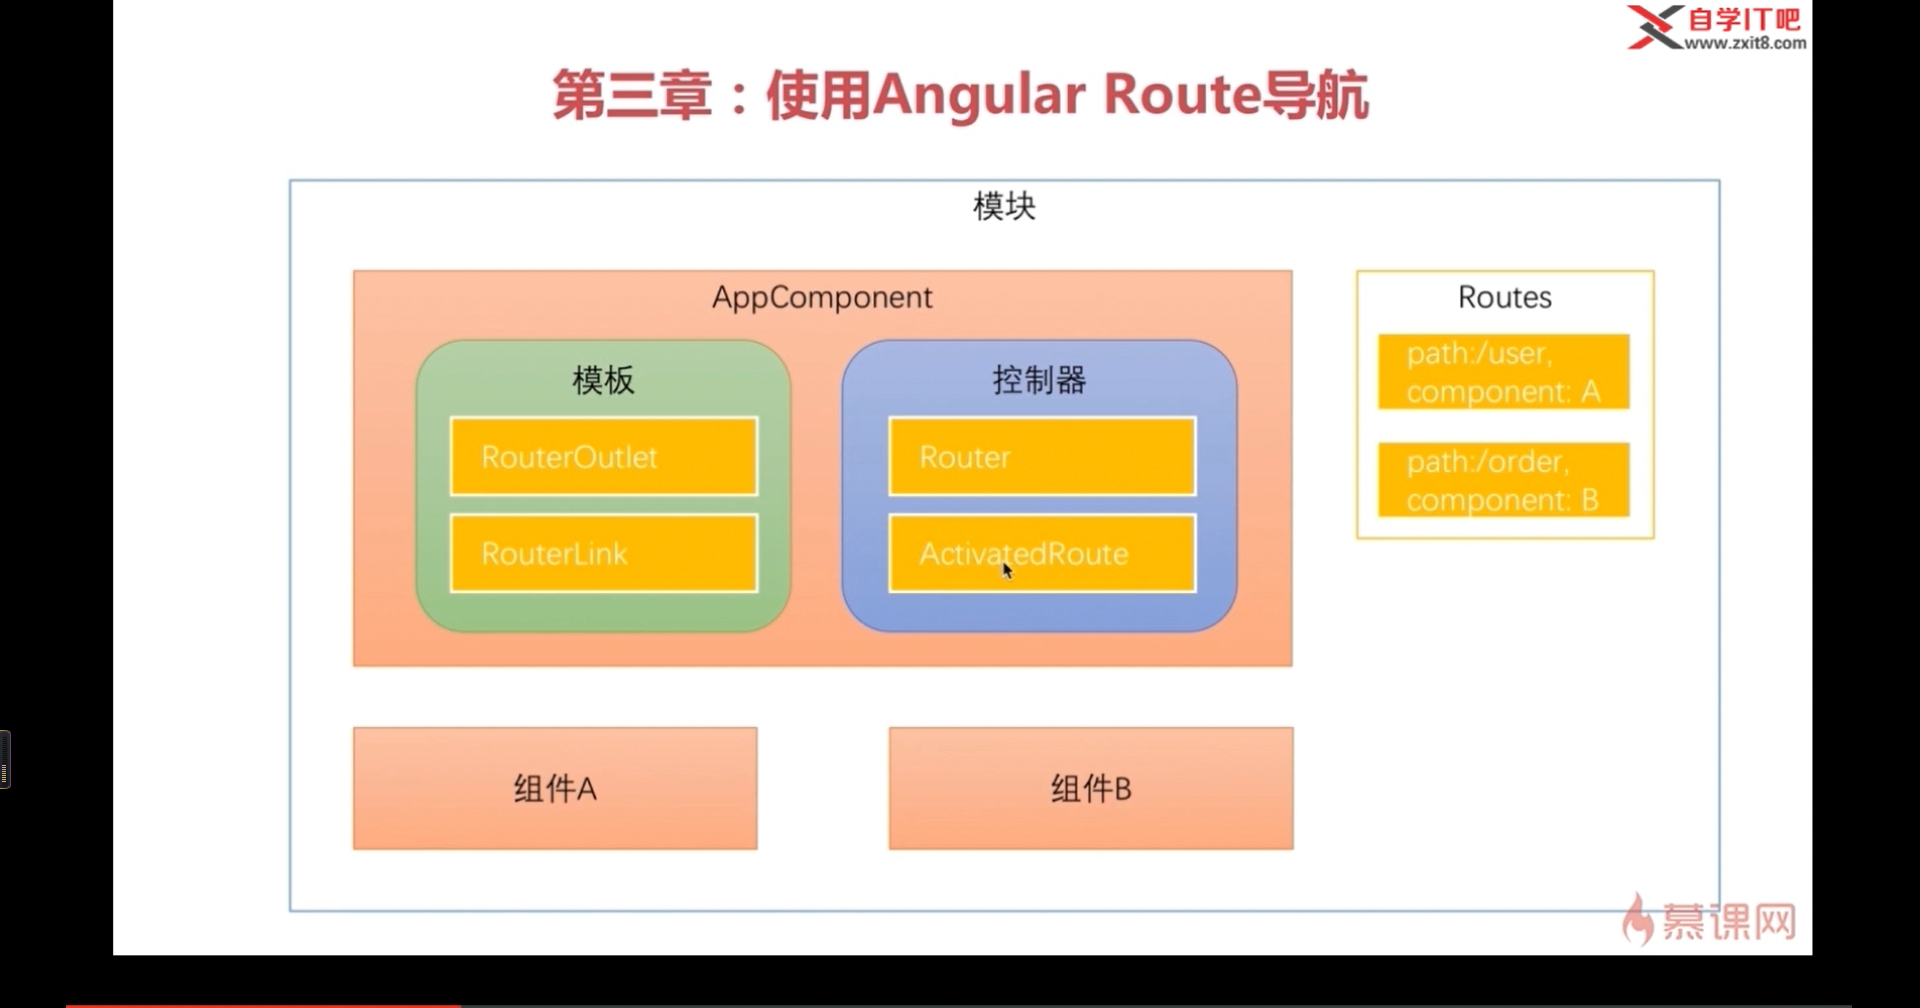 自学IT吧
www.zxit8.com
第三章：使用Angular Route导航
模块
AppComponent
模板
RouterOutlet
RouterLink
控制器
Router
ActivatedRoute
Routes
path:/user,
component: A
path:/order,
component: B
组件A
组件B
慕课网